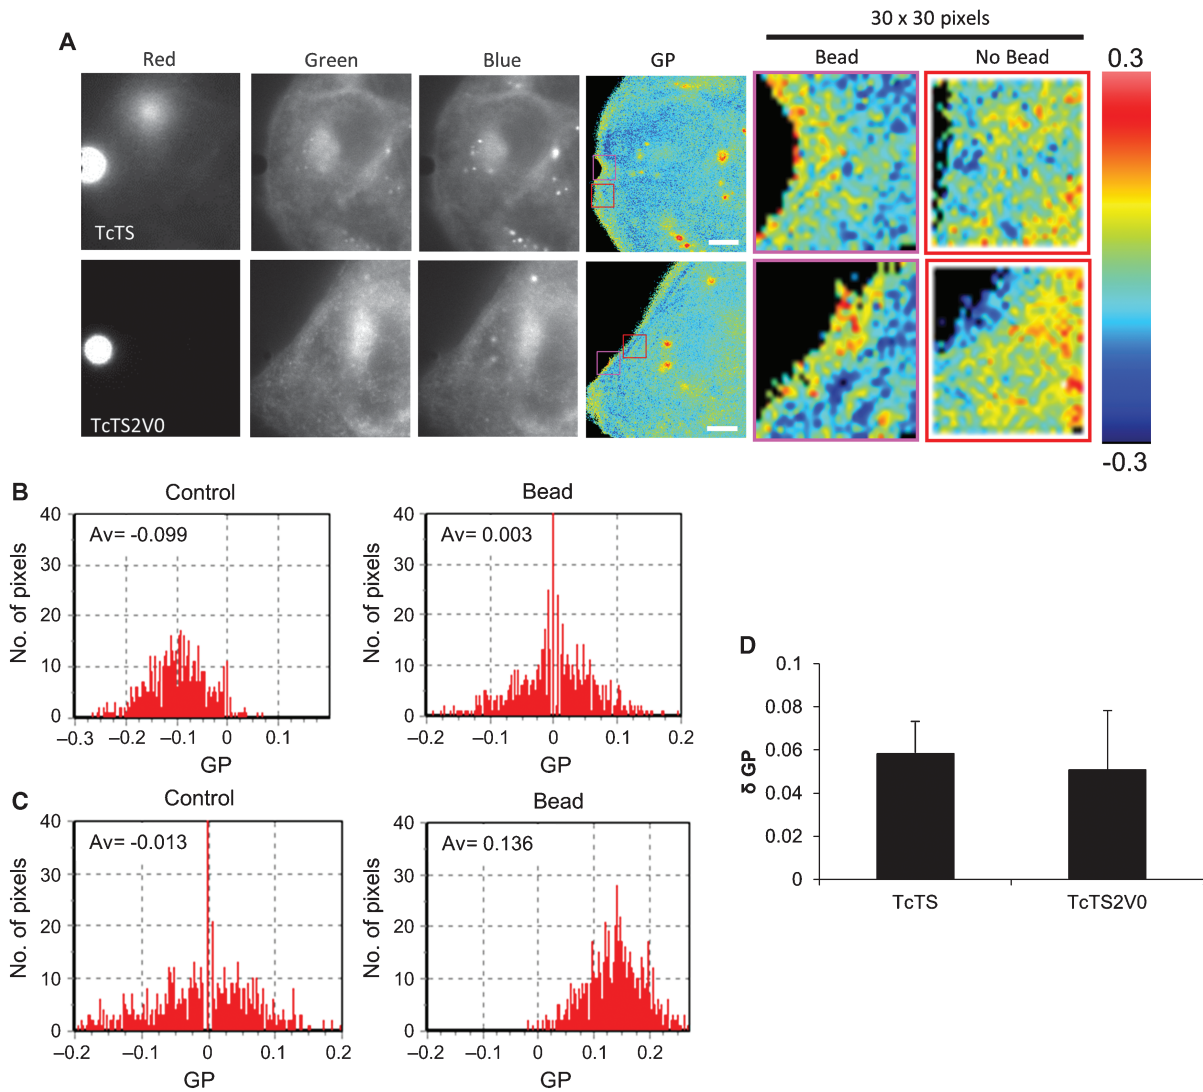 30 x 30 pixels
A
Red Green Blue GP Bead No Bead
0.3
TcTS
TcTS2V0
-0.3
B
Control
Av= -0.099
No. of pixels
40
30
20
10
0
–0.3 –0.2 –0.1 0 0.1
GP
Bead
Av= 0.003
No. of pixels
40
30
20
10
0
–0.2 –0.1 0 0.1 0.2
GP
C
Control
Av= -0.013
No. of pixels
40
30
20
10
0
–0.2 –0.1 0 0.1 0.2
GP
Bead
Av= 0.136
No. of pixels
40
30
20
10
0
–0.2 –0.1 0 0.1 0.2
GP
D
δ GP
0.1
0.08
0.06
0.04
0.02
0
TcTS TcTS2V0